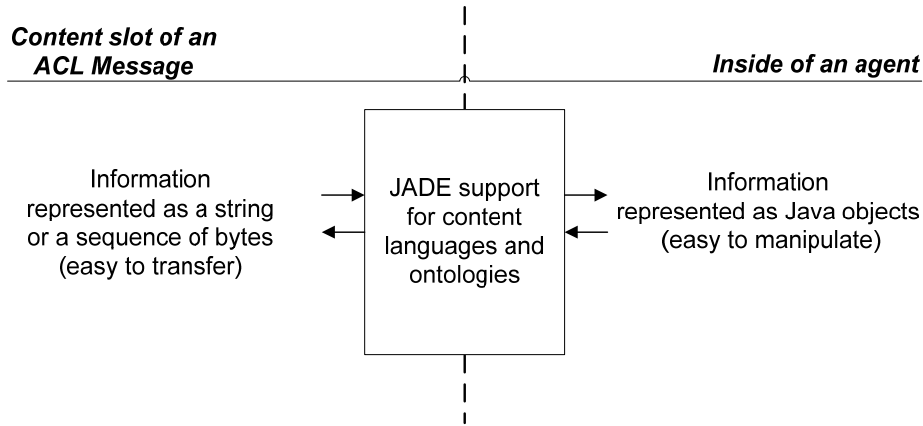 Content slot of an
ACL Message
Inside of an agent
Information
represented as a string
or a sequence of bytes
(easy to transfer)
JADE support
for content
languages and
ontologies
Information
represented as Java objects
(easy to manipulate)